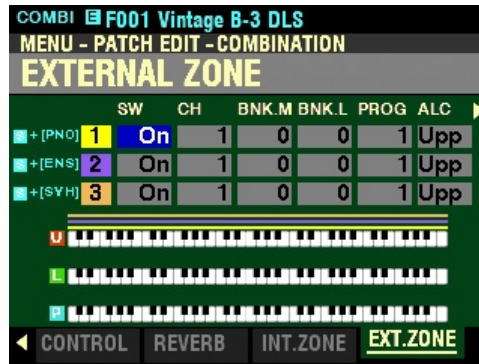 COMBI E F001 Vintage B-3 DLS
MENU - PATCH EDIT - COMBINATION
EXTERNAL ZONE
SW CH BNK.M BNK.L PROG ALC
S +[PNO] 1 On 1 0 0 1 Upp
S +[ENS] 2 On 1 0 0 1 Upp
S +[SYH] 3 On 1 0 0 1 Upp
U
L
P
CONTROL REVERB INT.ZONE EXT.ZONE